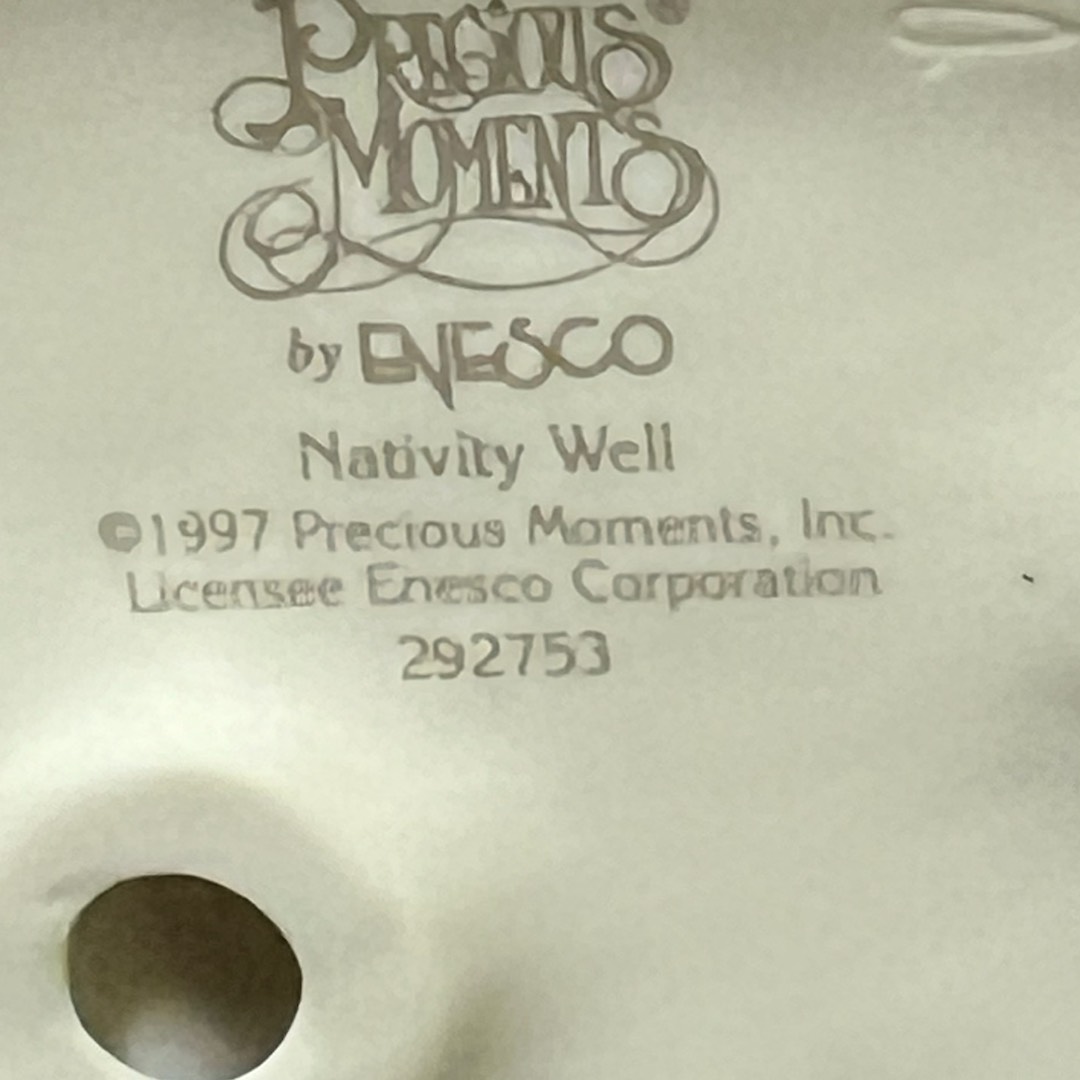 PRECIOUS
MOMENTS
by ENESCO
Nativity Well
©1997 Precious Moments, Inc.
Licensee Enesco Corporation
292753